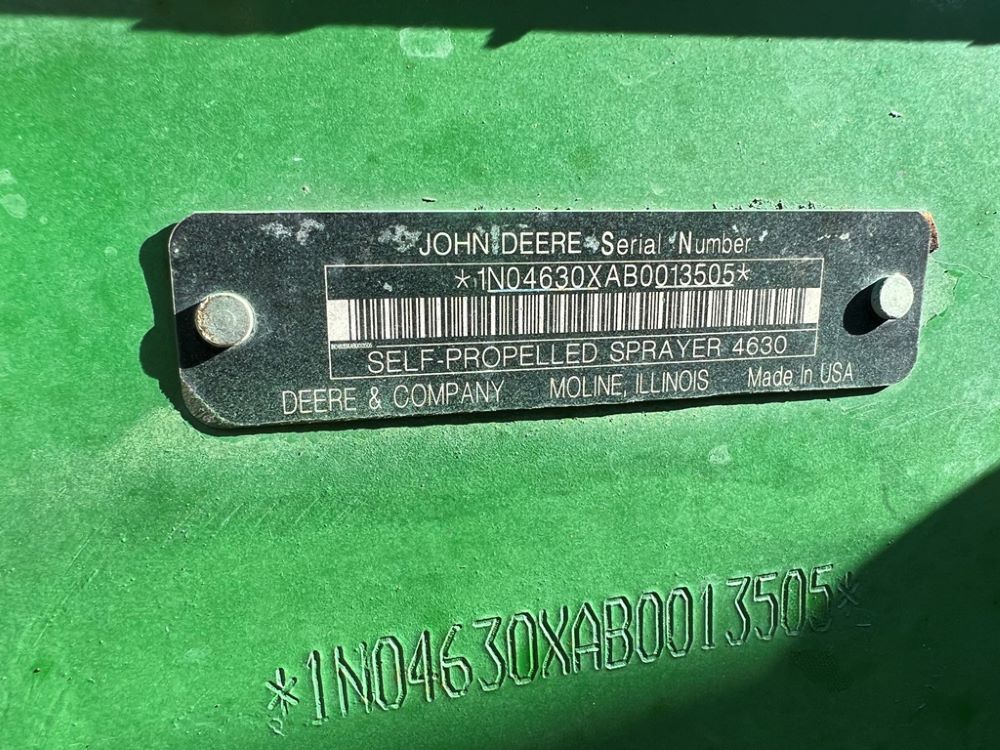 JOHN DEERE Serial Number
*1N04630XAB0013505*
SELF-PROPELLED SPRAYER 4630
DEERE & COMPANY MOLINE, ILLINOIS Made In USA
*1N04630XAB0013505*